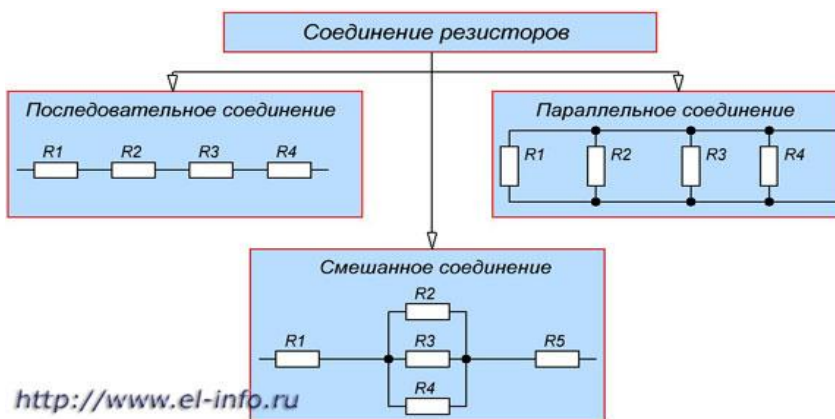 Соединение резисторов
Последовательное соединение
R1 R2 R3 R4
Параллельное соединение
R1 R2 R3 R4
Смешанное соединение
R2
R1 R3 R5
R4
http://www.el-info.ru